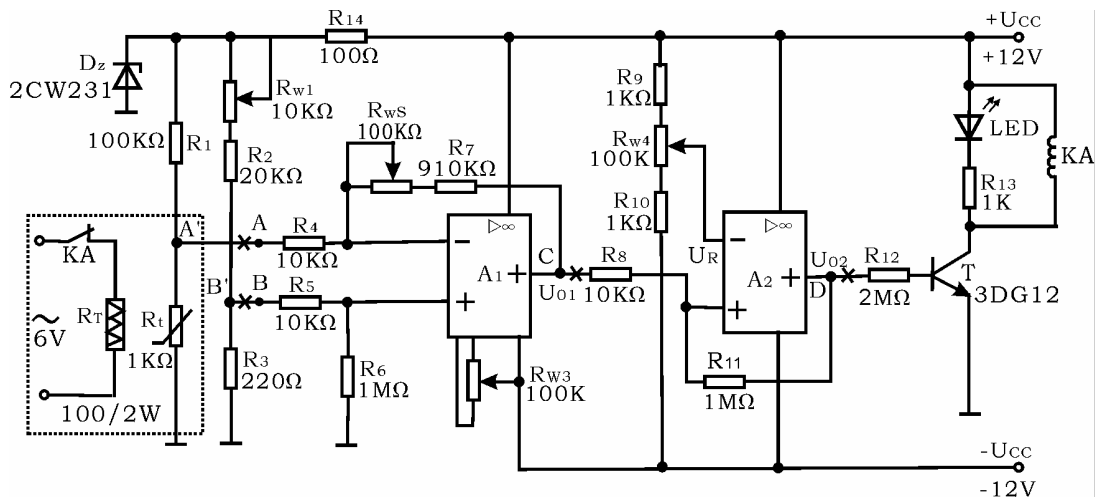 R14
100Ω
+UCC
+12V
DZ
2CW231
RW1
10KΩ
RWS
100KΩ
R7
910KΩ
R9
1KΩ
RW4
100K
LED
KA
100KΩ
R1
R2
20KΩ
R10
1KΩ
R13
1K
A'
A
R4
10KΩ
▷∞
−
A1
+
+
C
UO1
R8
10KΩ
UR
▷∞
−
A2
+
+
UO2
D
R12
2MΩ
T
3DG12
KA
B'
B
R5
10KΩ
~
6V
RT
Rt
1KΩ
R3
220Ω
R6
1MΩ
RW3
100K
R11
1MΩ
100/2W
-UCC
-12V